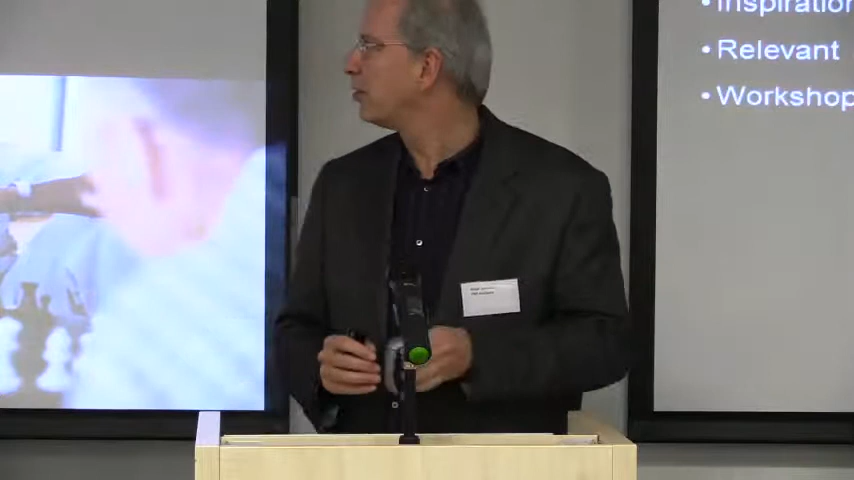 • Inspiration
• Relevant
• Workshop